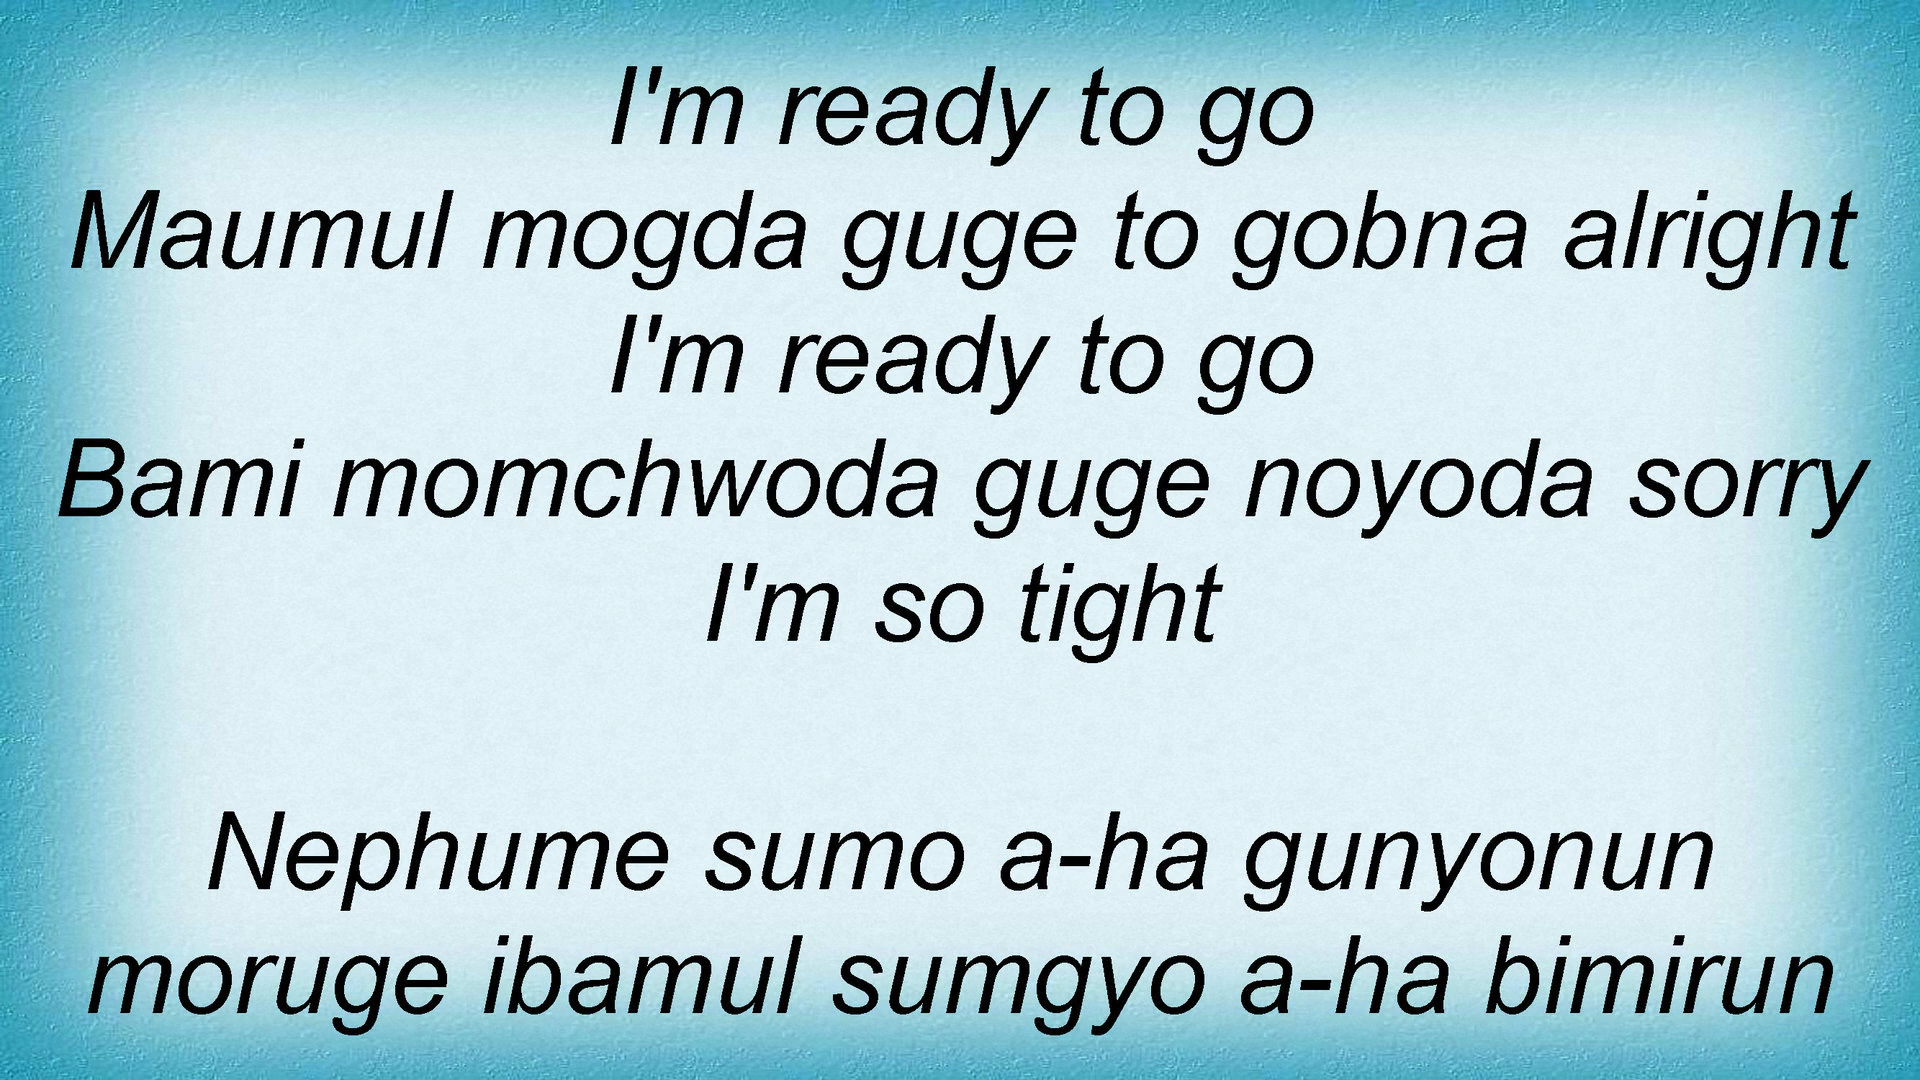 I'm ready to go
Maumul mogda guge to gobna alright
I'm ready to go
Bami momchwoda guge noyoda sorry
I'm so tight
Nephume sumo a-ha gunyonun
moruge ibamul sumgyo a-ha bimirun